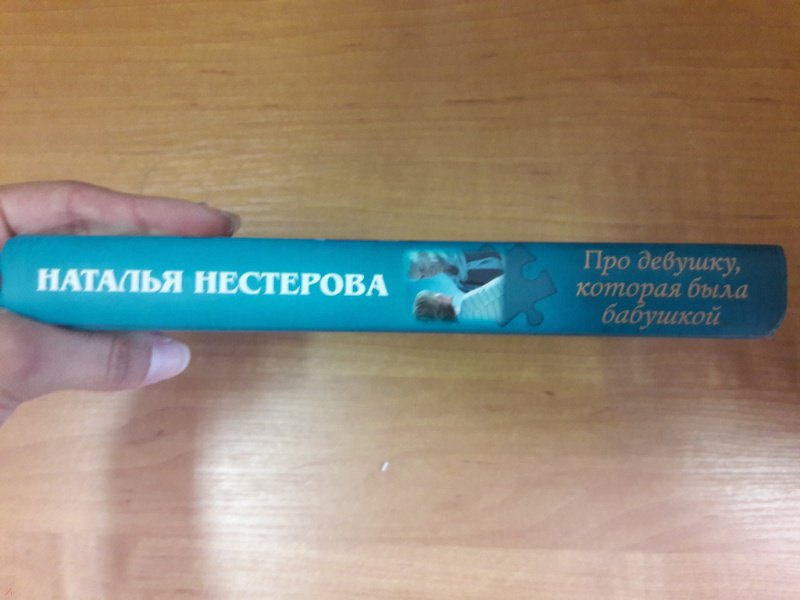 НАТАЛЬЯ НЕСТЕРОВА
Про девушку,
которая была
бабушкой